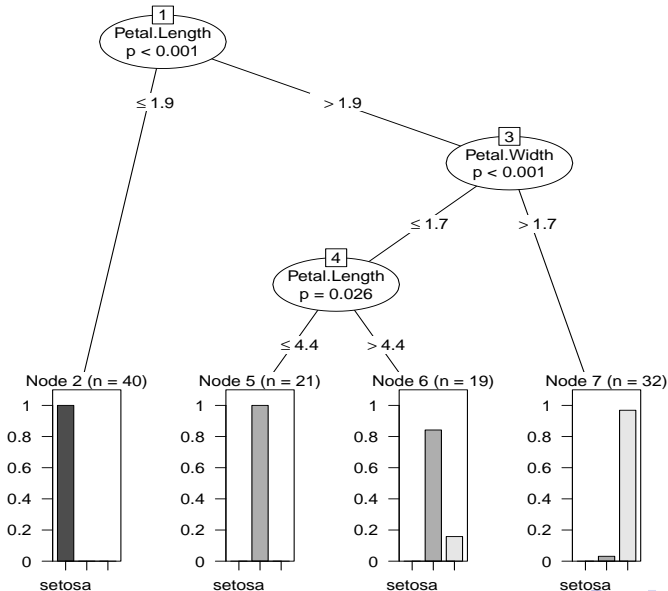 1
Petal.Length
p < 0.001
≤ 1.9
> 1.9
3
Petal.Width
p < 0.001
≤ 1.7
> 1.7
4
Petal.Length
p = 0.026
≤ 4.4
> 4.4
Node 2 (n = 40)
Node 5 (n = 21)
Node 6 (n = 19)
Node 7 (n = 32)
1
0.8
0.6
0.4
0.2
0
setosa
1
0.8
0.6
0.4
0.2
0
setosa
1
0.8
0.6
0.4
0.2
0
setosa
1
0.8
0.6
0.4
0.2
0
setosa